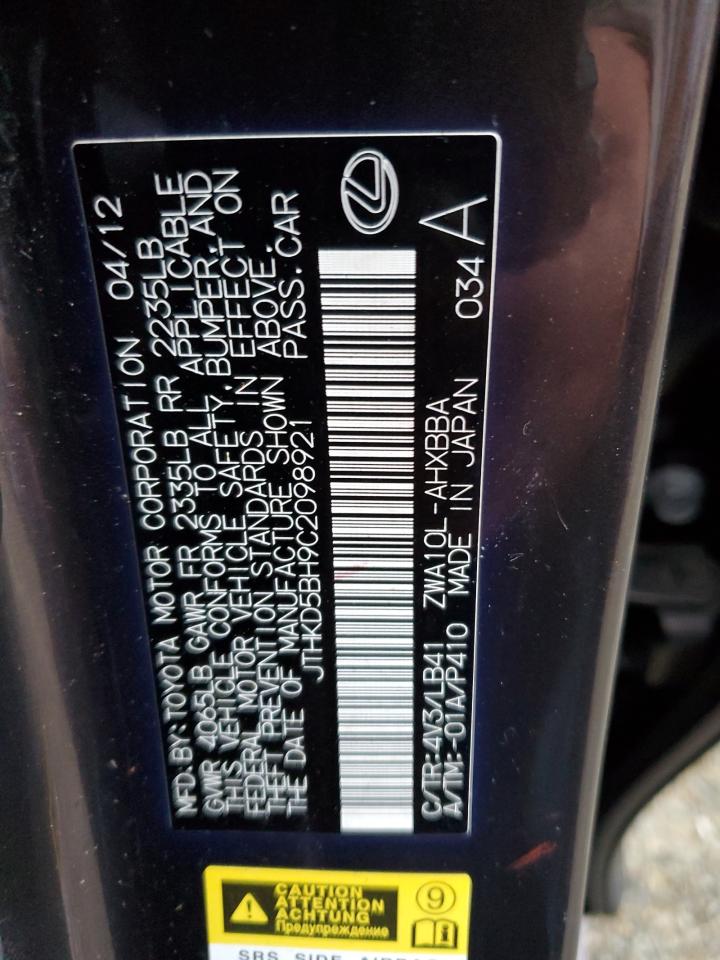 MFD. BY: TOYOTA MOTOR CORPORATION 04/12
GVWR 4065LB GAWR FR 2335LB RR 2235LB
THIS VEHICLE CONFORMS TO ALL APPLICABLE
FEDERAL MOTOR VEHICLE SAFETY, BUMPER, AND
THEFT PREVENTION STANDARDS IN EFFECT ON
THE DATE OF MANUFACTURE SHOWN ABOVE.
JTHKD5BH9C2098921 PASS. CAR
C/TR: 4V3/LB41 ZWA10L-AHXBBA 034 A
A/TM: -01A/P410 MADE IN JAPAN
CAUTION
ATTENTION
ACHTUNG
Предупреждение
9
SRS SIDE AIRBAG